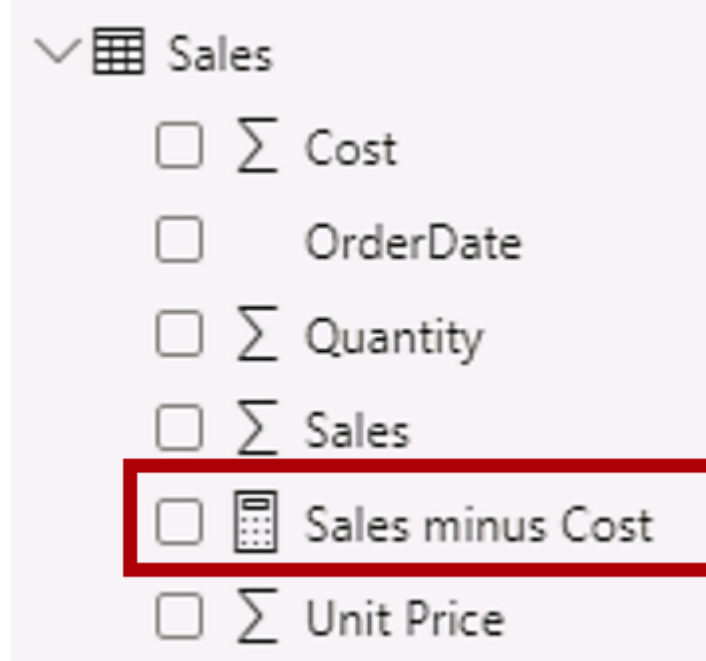 Sales
Cost
OrderDate
Quantity
Sales
Sales minus Cost
Unit Price